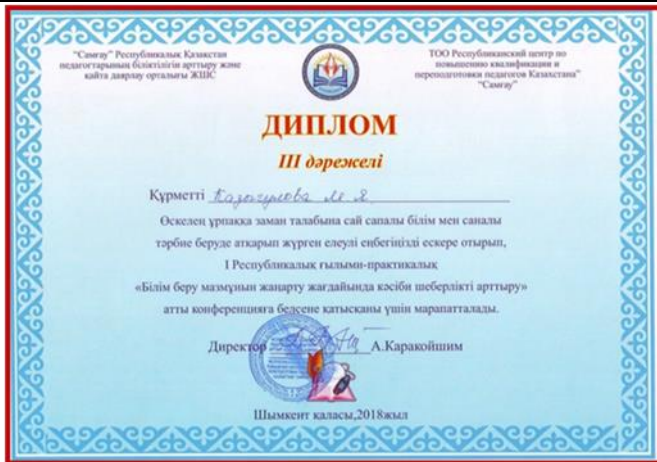 "Самғау" Республикалық Қазақстан
педагогтарының біліктілігін арттыру және
қайта даярлау орталығы ЖШС
ТОО Республиканский центр по
повышению квалификации и
переподготовки педагогов Казахстана"
"Самғау"
ДИПЛОМ
III дәрежелі
Құрметті М Я
Өскелең ұрпаққа заман талабына сай сапалы білім мен саналы
тәрбие беруде атқарып жүрген елеулі еңбегіңізді ескере отырып,
І Республикалық ғылыми-практикалық
«Білім беру мазмұнын жаңарту жағдайында кәсіби шеберлікті арттыру»
атты конференцияға белсене қатысқаны үшін марапатталады.
Директор А.Каракойшим
Шымкент қаласы,2018жыл